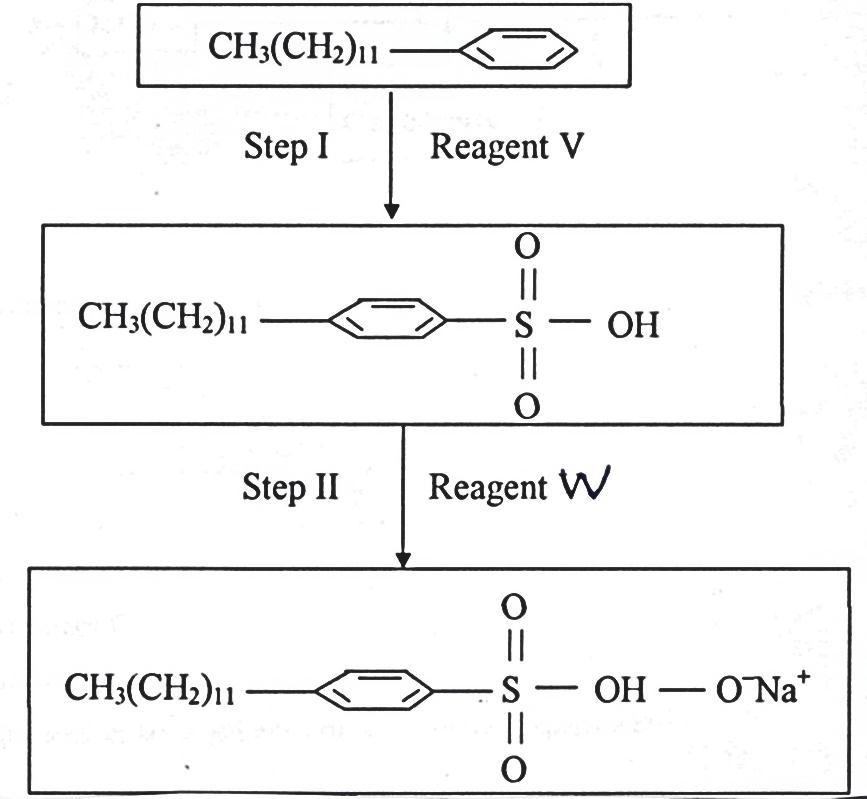 CH₃(CH₂)₁₁
Step I Reagent V
O
||
CH₃(CH₂)₁₁ S — OH
||
O
Step II Reagent W
O
||
CH₃(CH₂)₁₁ S — OH — O⁻Na⁺
||
O